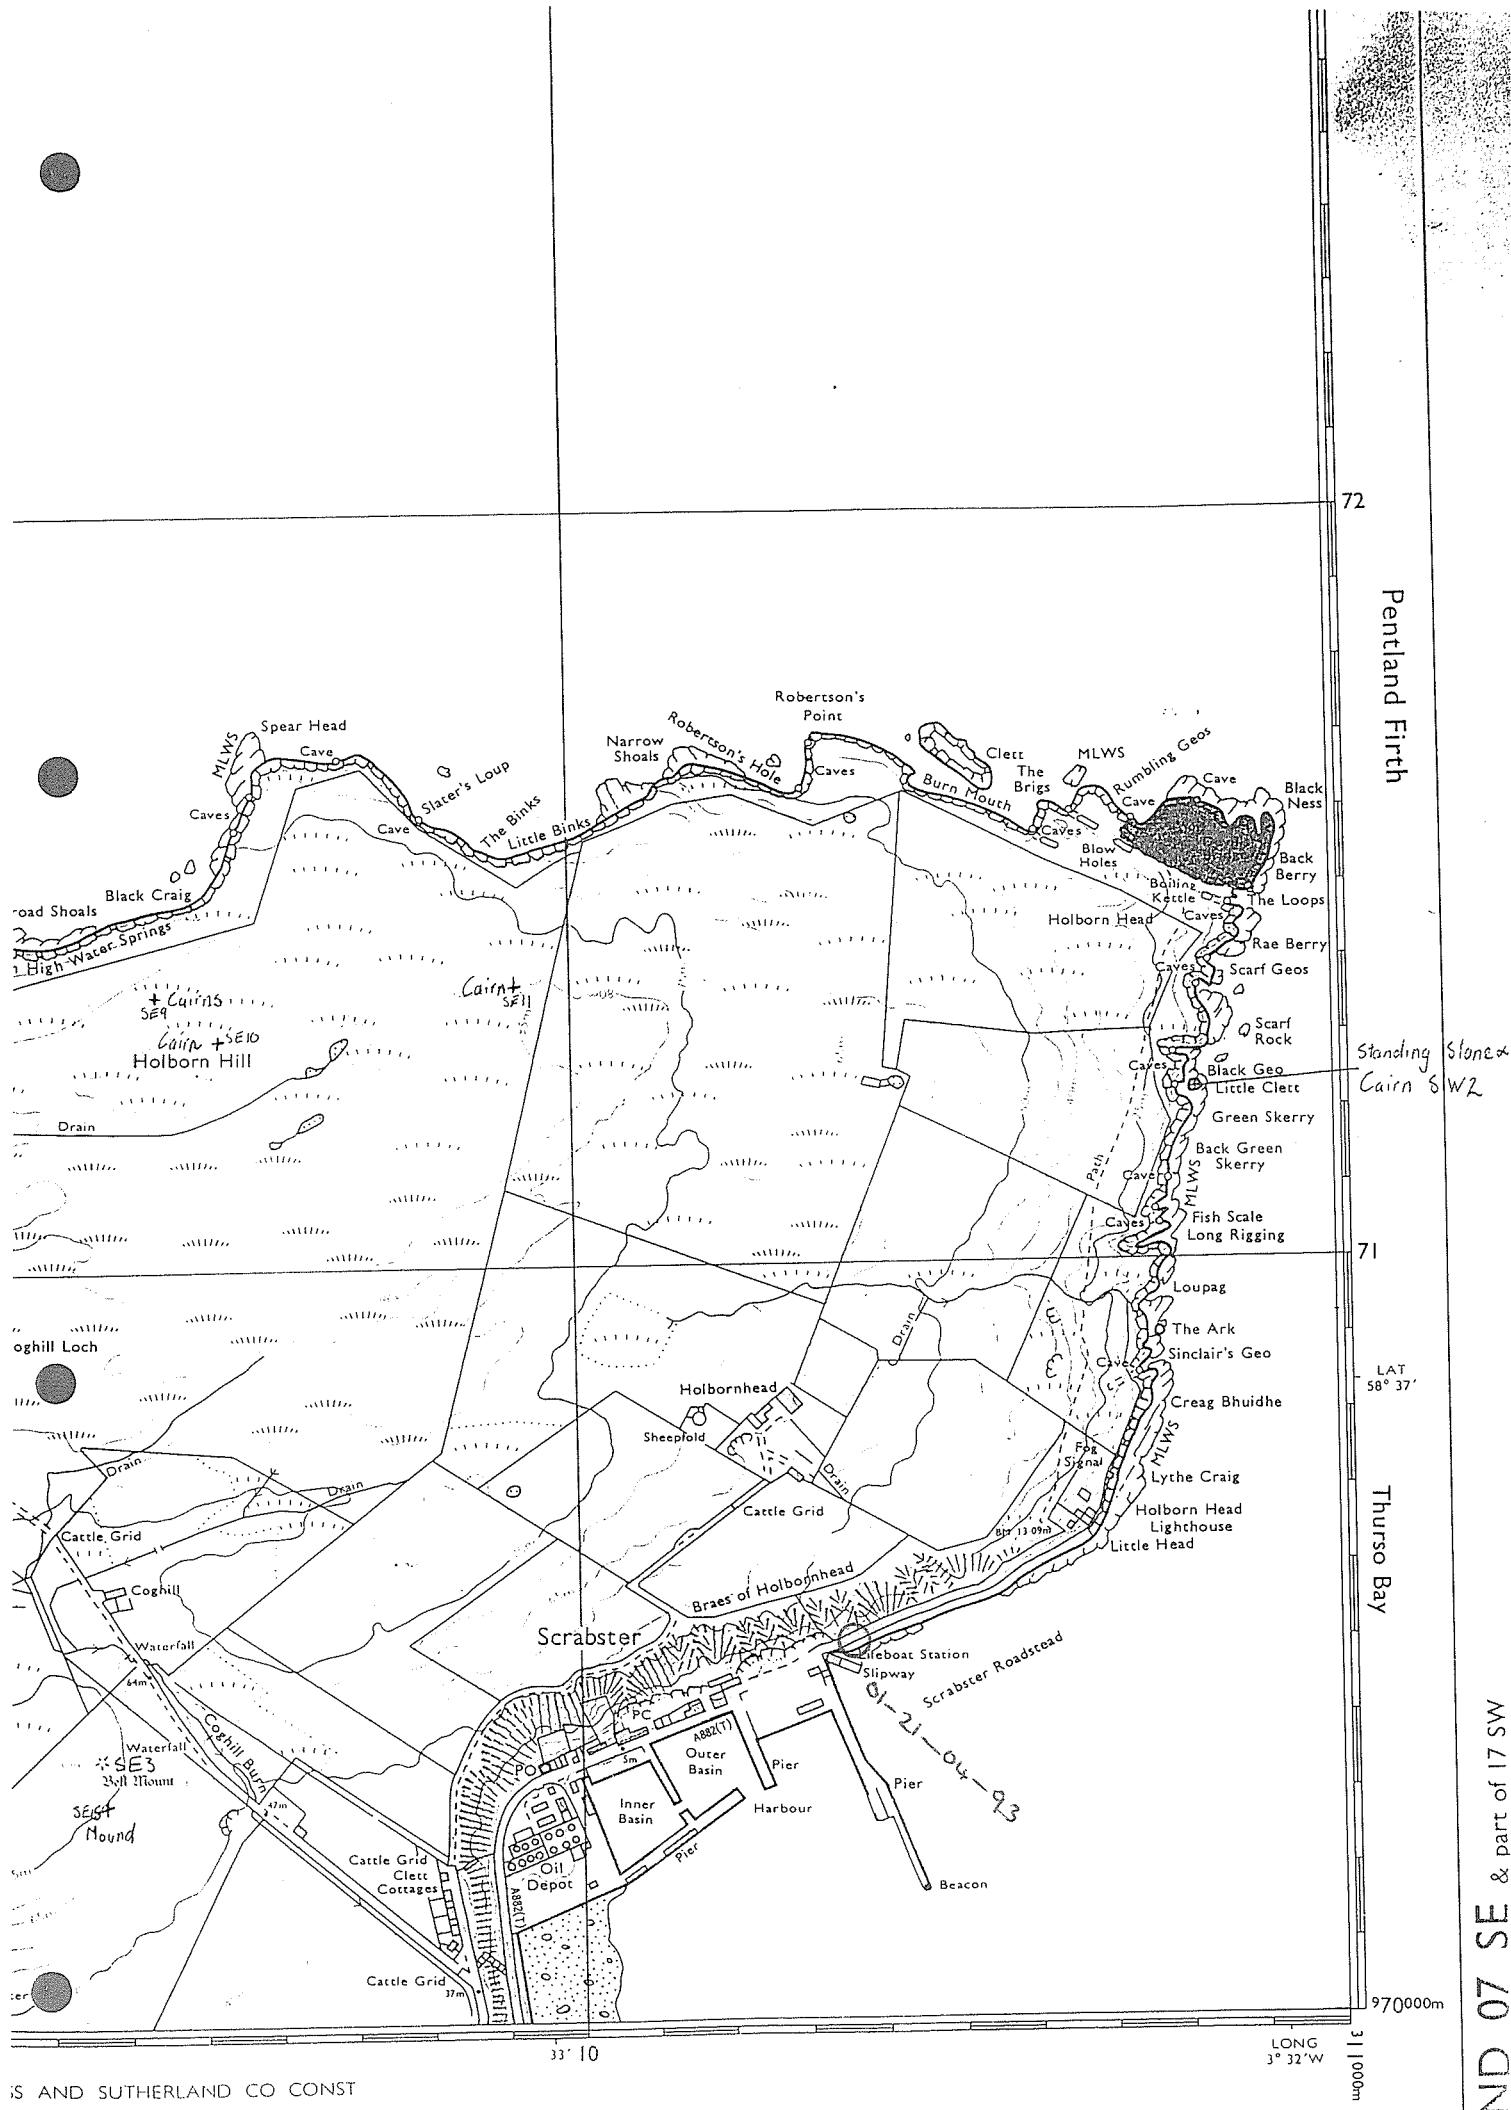 72
Pentland Firth
Robertson's
Point
Spear Head
MLWS
Cave
Narrow
Shoals
Robertson's Hole
Clett
MLWS
Rumbling Geos
Cave
Slater's Loup
Caves
The
Brigs
Burn Mouth
Cave
Black
Ness
Caves
Cave
The Binks
Little Binks
Caves
Blow
Holes
Back
Berry
Black Craig
Boiling
Kettle
The Loops
road Shoals
Holborn Head
Caves
High Water Springs
Rae Berry
Caves
Scarf Geos
+ Cairns
SE9
Cairn+
SE11
Cairn + SE10
Holborn Hill
Scarf
Rock
Standing Stone &
Cairn SW2
Caves
Black Geo
Little Clett
Green Skerry
Drain
Back Green
Skerry
Path
Cave
MLWS
Caves
Fish Scale
Long Rigging
71
Loupag
Drain
The Ark
oghill Loch
Sinclair's Geo
Cave
LAT
58° 37'
Holbornhead
Creag Bhuidhe
Sheepfold
MLWS
Fog
Signal
Drain
Drain
Drain
Lythe Craig
Thurso Bay
Cattle Grid
Holborn Head
Lighthouse
Cattle Grid
BM 13·09m
Little Head
Coghill
Braes of Holbornhead
Scrabster
Waterfall
Lifeboat Station
Slipway
Scrabster Roadstead
64m
01-21-04-93
PC
Coghill Burn
A882(T)
Waterfall
SE3
Bell Mount
5m
Outer
Basin
PO
Pier
Pier
SE15+
Mound
47m
Inner
Basin
Harbour
Pier
Cattle Grid
Clett
Cottages
Oil
Depot
A882(T)
Beacon
Cattle Grid
37m
970000m
33' 10
LONG
3° 32'W
311000m
SS AND SUTHERLAND CO CONST
ND 07 SE & part of 17 SW